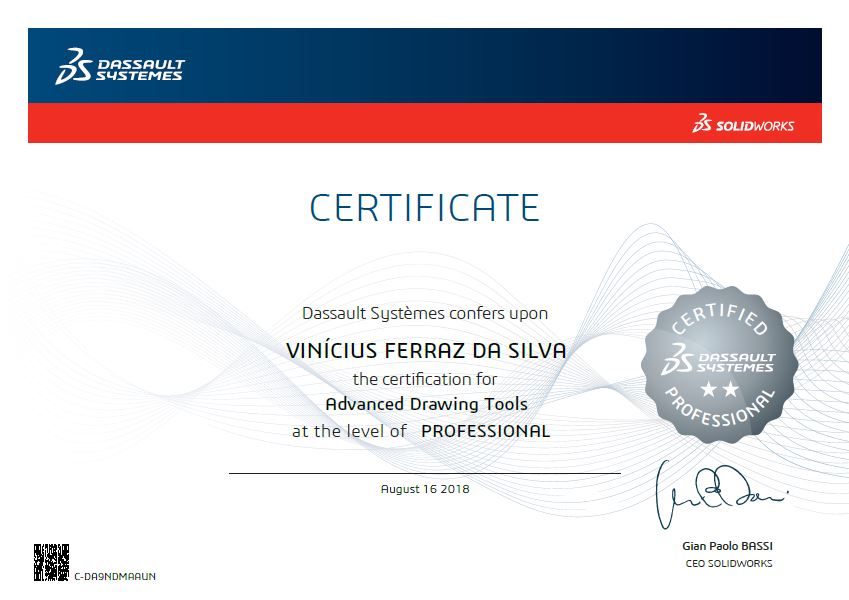 DASSAULT
SYSTEMES
SOLIDWORKS
CERTIFICATE
Dassault Systèmes confers upon
VINÍCIUS FERRAZ DA SILVA
the certification for
Advanced Drawing Tools
at the level of PROFESSIONAL
August 16 2018
CERTIFIED
DASSAULT
SYSTEMES
PROFESSIONAL
Gian Paolo BASSI
CEO SOLIDWORKS
C-DA9NDMAAUN